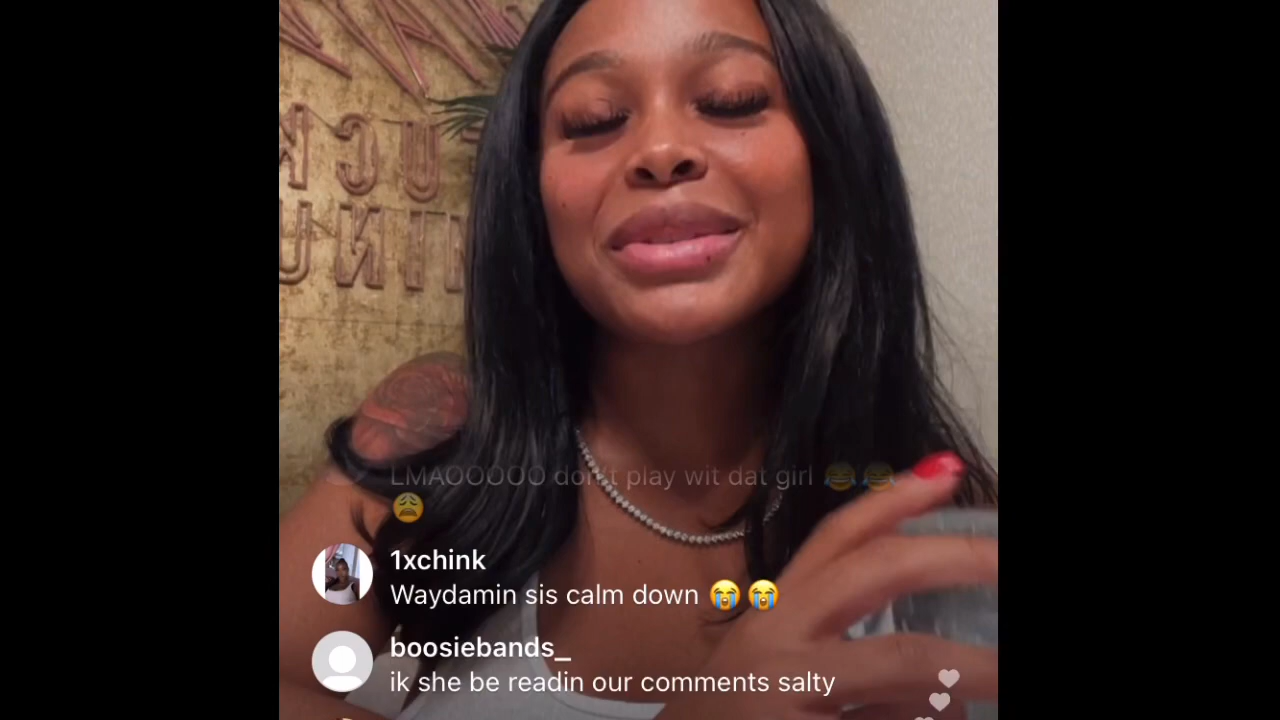 LMAOOOOO don't play wit dat girl 😂😂
😩
1xchink
Waydamin sis calm down 😭😭
boosiebands_
ik she be readin our comments salty